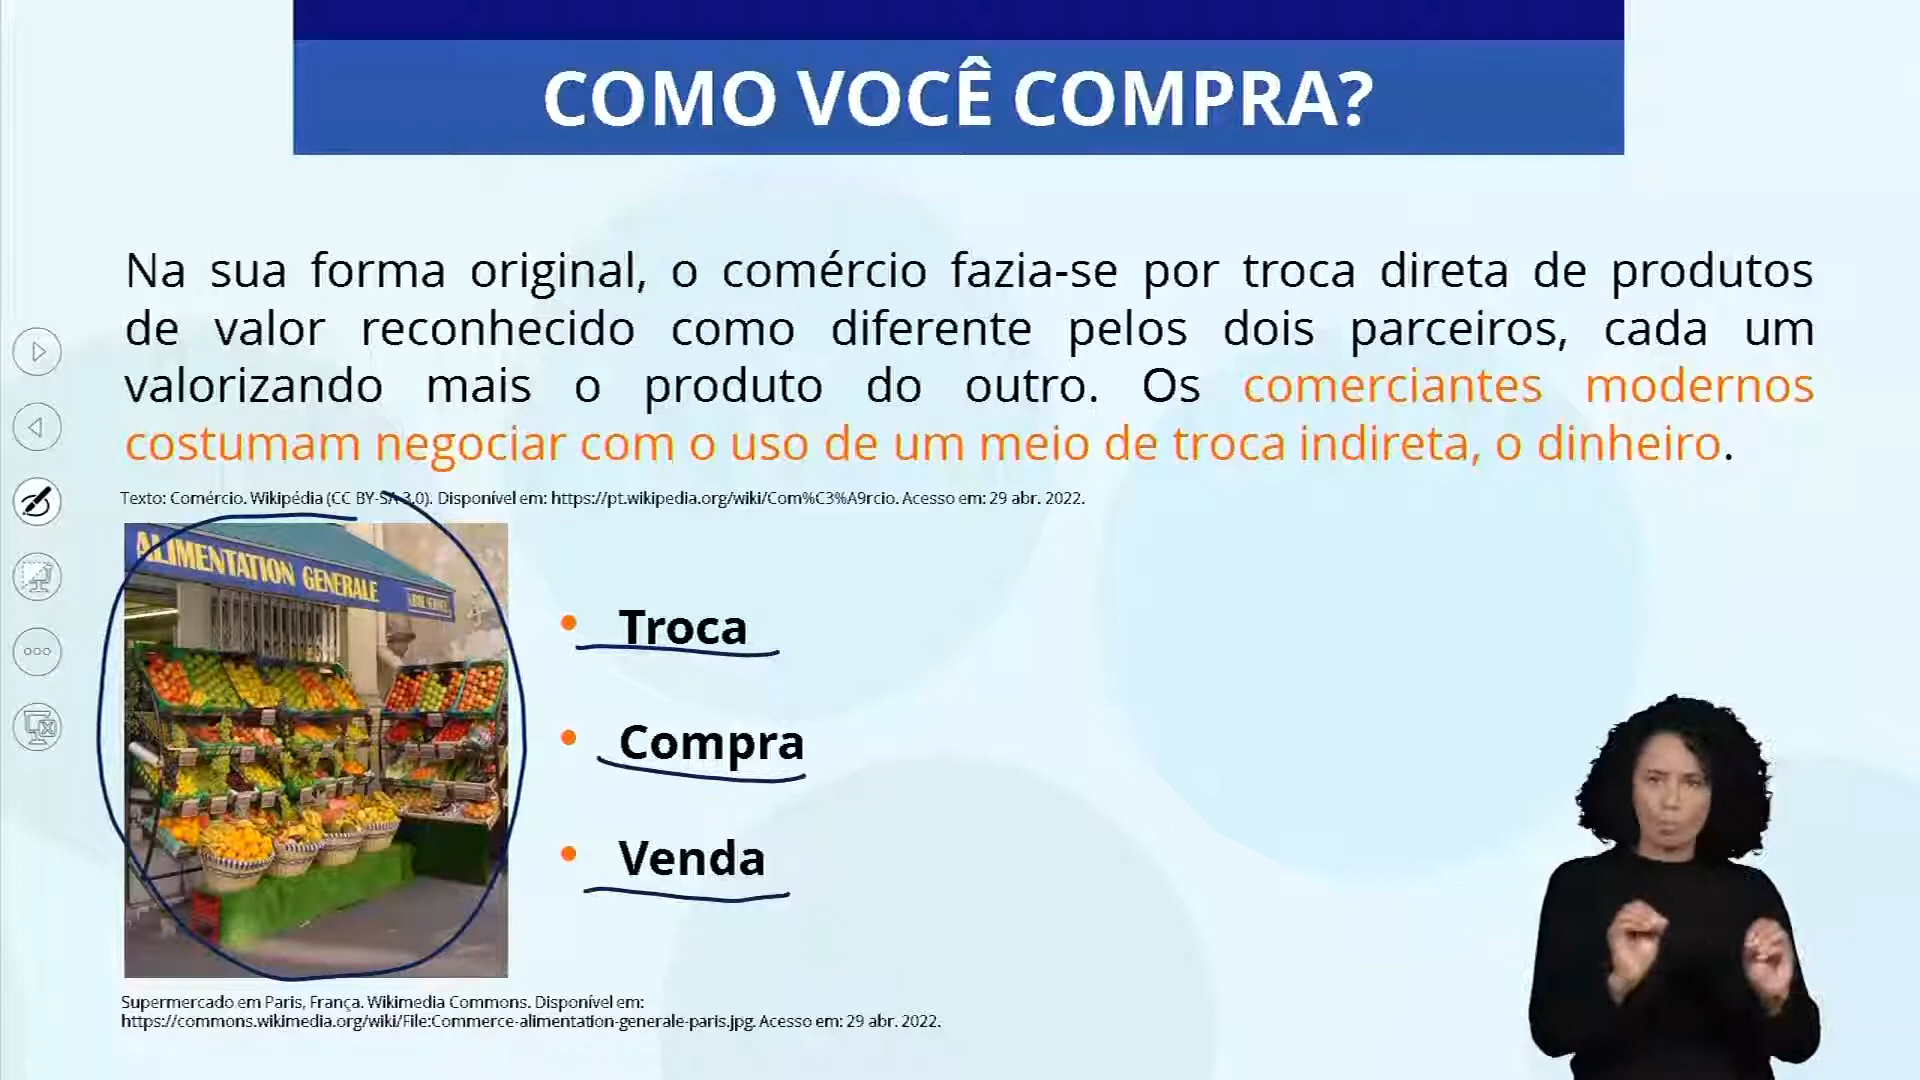 COMO VOCÊ COMPRA?
Na sua forma original, o comércio fazia-se por troca direta de produtos
de valor reconhecido como diferente pelos dois parceiros, cada um
valorizando mais o produto do outro. Os comerciantes modernos
costumam negociar com o uso de um meio de troca indireta, o dinheiro.
Texto: Comércio. Wikipédia (CC BY-SA 3.0). Disponível em: https://pt.wikipedia.org/wiki/Com%C3%A9rcio. Acesso em: 29 abr. 2022.
ALIMENTATION GENERALE
• Troca
• Compra
• Venda
Supermercado em Paris, França. Wikimedia Commons. Disponível em:
https://commons.wikimedia.org/wiki/File:Commerce-alimentation-generale-paris.jpg. Acesso em: 29 abr. 2022.